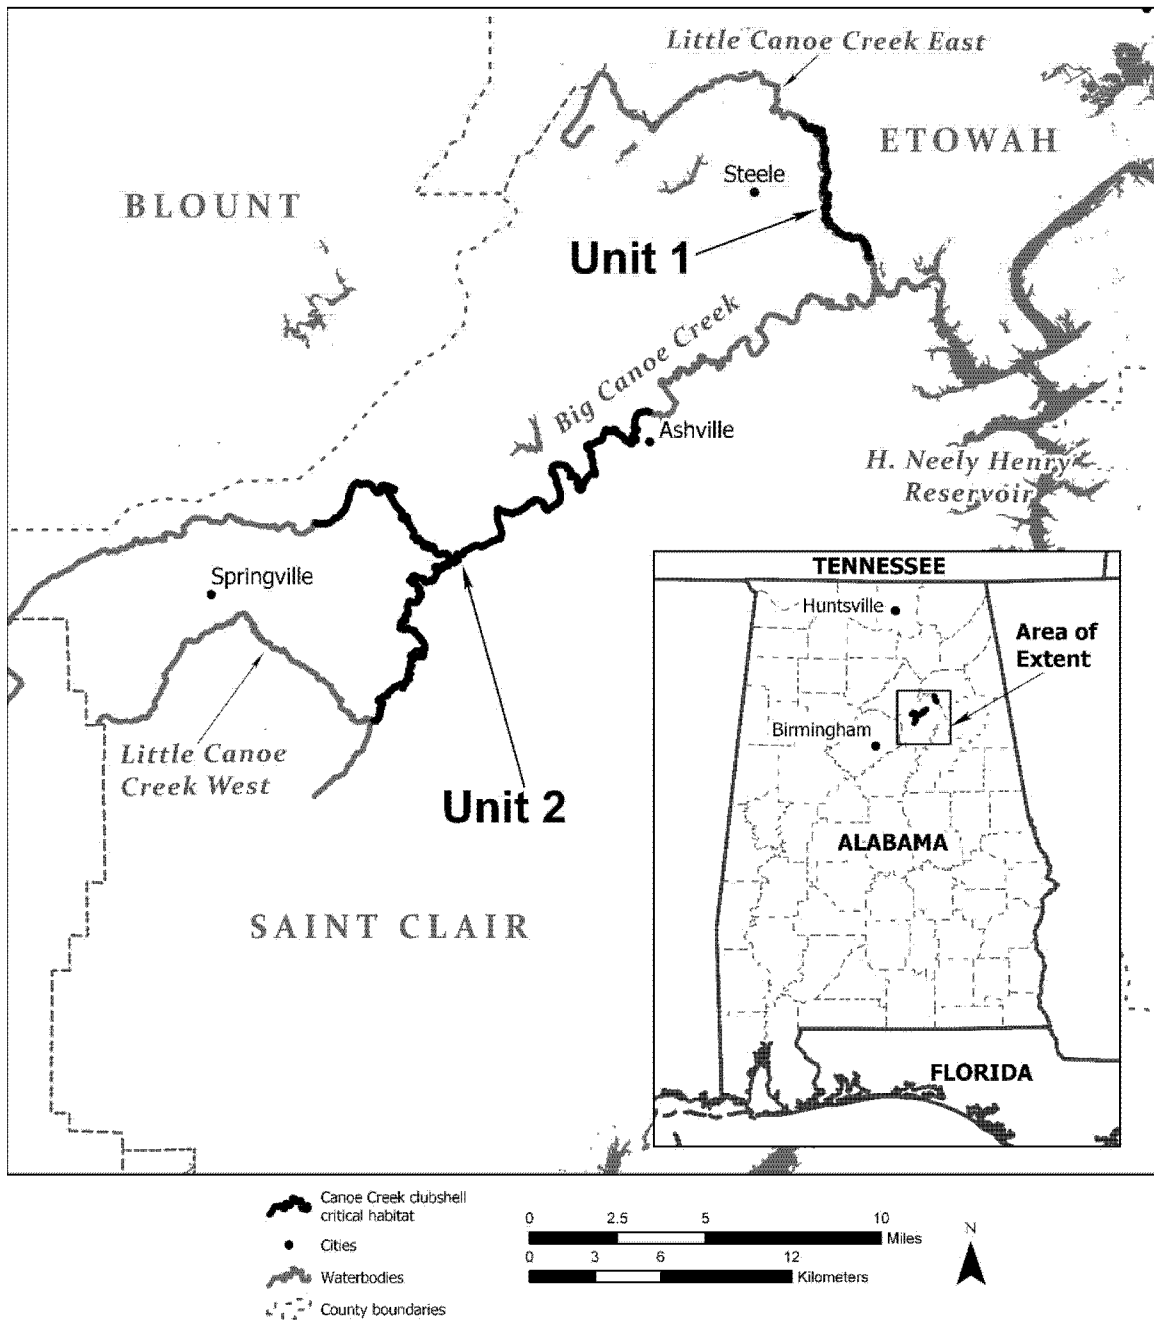 Little Canoe Creek East
ETOWAH
Steele
BLOUNT
Unit 1
Big Canoe Creek
Ashville
H. Neely Henry
Reservoir
Springville
Little Canoe
Creek West
Unit 2
SAINT CLAIR
TENNESSEE
Huntsville
Area of
Extent
Birmingham
ALABAMA
FLORIDA
Canoe Creek clubshell
critical habitat
Cities
Waterbodies
County boundaries
0 2.5 5 10
Miles
0 3 6 12
Kilometers
N